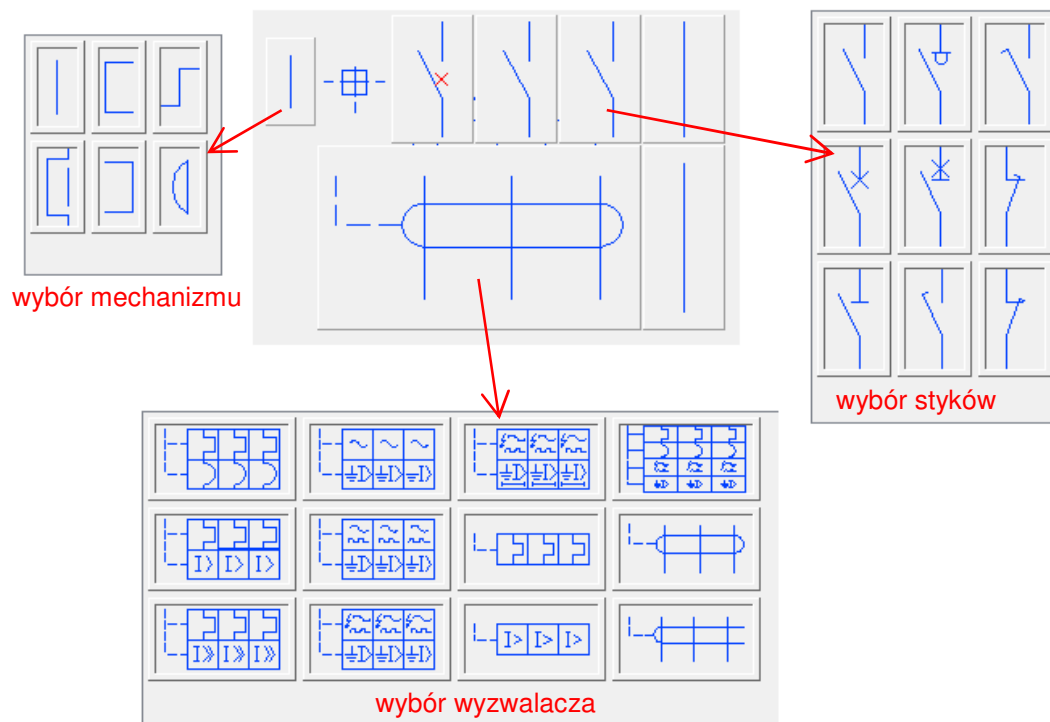 wybór mechanizmu
wybór styków
I> I> I>
I» I» I»
I> I> I>
wybór wyzwalacza